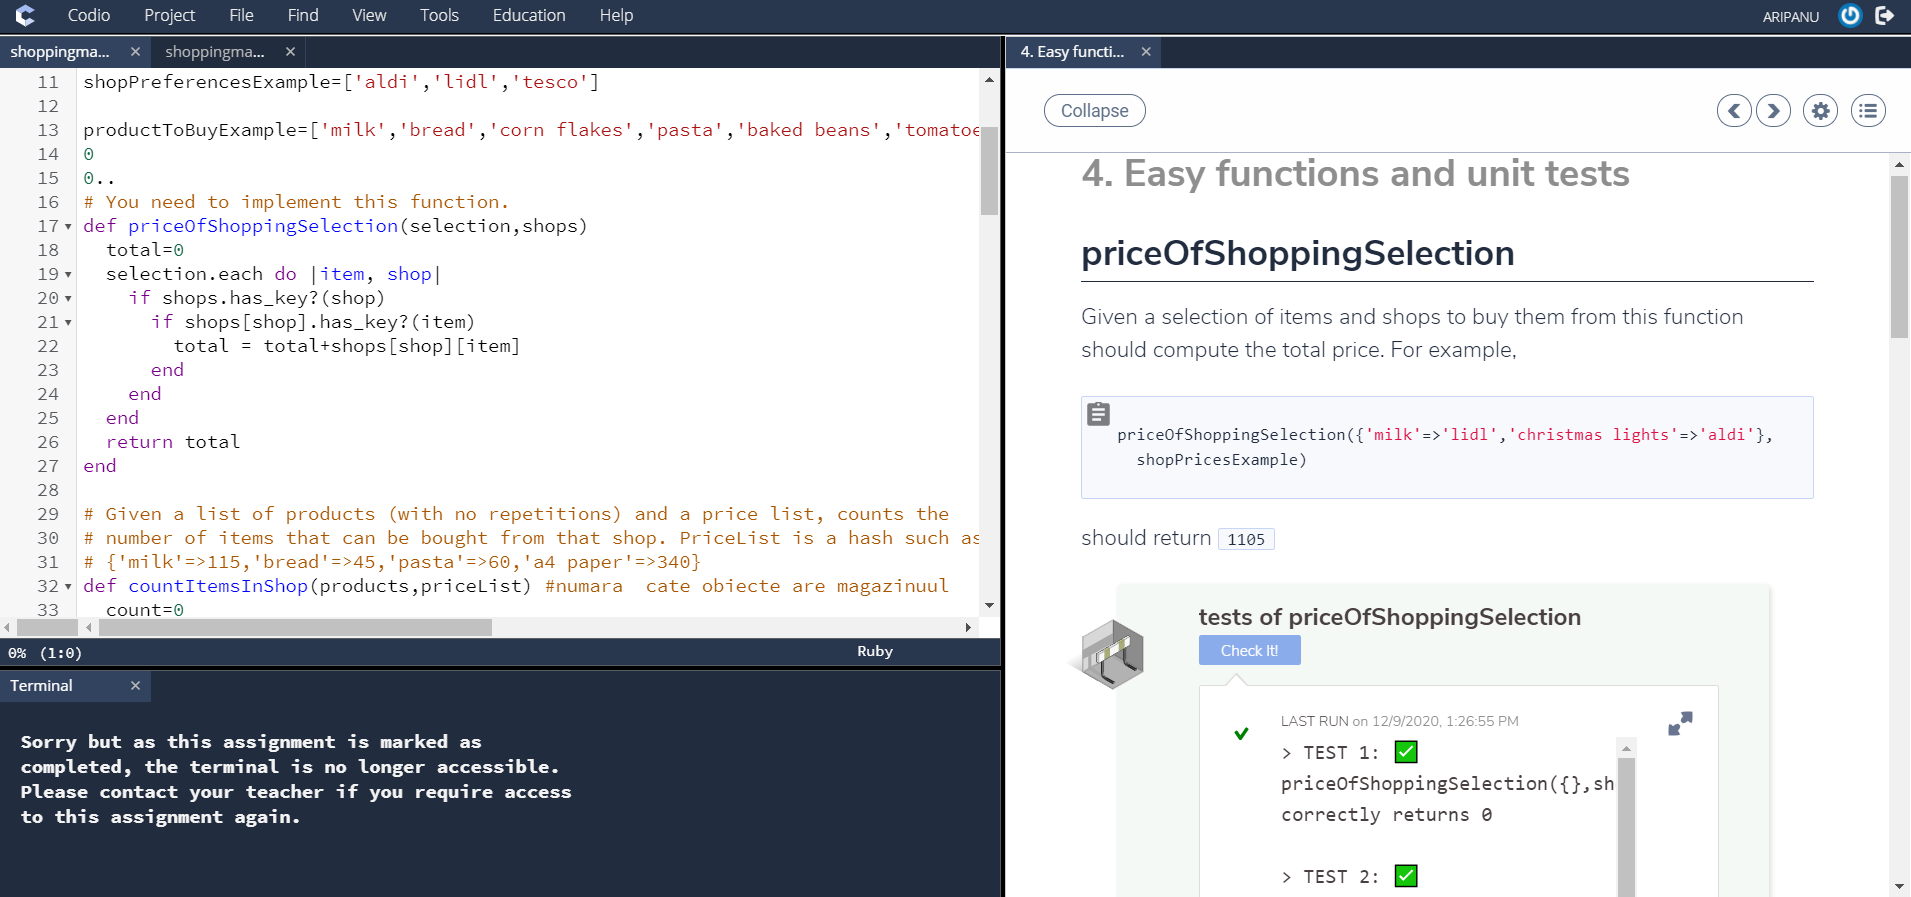 Codio Project File Find View Tools Education Help ARIPANU
shoppingma... × shoppingma... ×
11 shopPreferencesExample=['aldi','lidl','tesco']
12
13 productToBuyExample=['milk','bread','corn flakes','pasta','baked beans','tomatoe
14 0
15 0..
16 # You need to implement this function.
17 def priceOfShoppingSelection(selection,shops)
18 total=0
19 selection.each do |item, shop|
20 if shops.has_key?(shop)
21 if shops[shop].has_key?(item)
22 total = total+shops[shop][item]
23 end
24 end
25 end
26 return total
27 end
28
29 # Given a list of products (with no repetitions) and a price list, counts the
30 # number of items that can be bought from that shop. PriceList is a hash such as
31 # {'milk'=>115,'bread'=>45,'pasta'=>60,'a4 paper'=>340}
32 def countItemsInShop(products,priceList) #numara  cate obiecte are magazinuul
33 count=0
0% (1:0) Ruby
Terminal ×
Sorry but as this assignment is marked as
completed, the terminal is no longer accessible.
Please contact your teacher if you require access
to this assignment again.
4. Easy functi... ×
Collapse
4. Easy functions and unit tests
priceOfShoppingSelection
Given a selection of items and shops to buy them from this function
should compute the total price. For example,
priceOfShoppingSelection({'milk'=>'lidl','christmas lights'=>'aldi'},
shopPricesExample)
should return 1105
tests of priceOfShoppingSelection
Check It!
LAST RUN on 12/9/2020, 1:26:55 PM
> TEST 1: ✅
priceOfShoppingSelection({},sh
correctly returns 0
> TEST 2: ✅